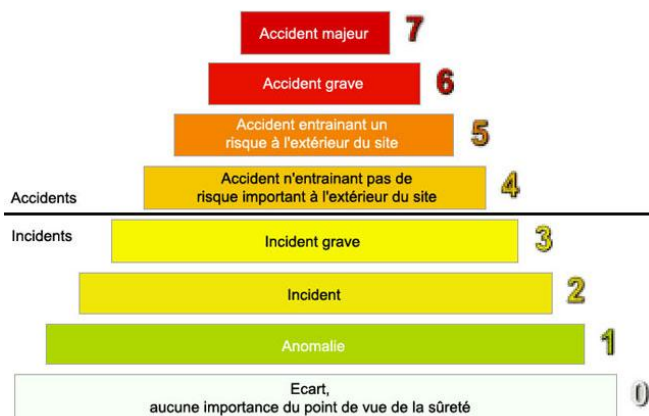 Accident majeur 7
Accident grave 6
Accident entrainant un
risque à l'extérieur du site 5
Accident n'entrainant pas de
risque important à l'extérieur du site 4
Accidents
Incidents
Incident grave 3
Incident 2
Anomalie 1
Ecart,
aucune importance du point de vue de la sûreté 0